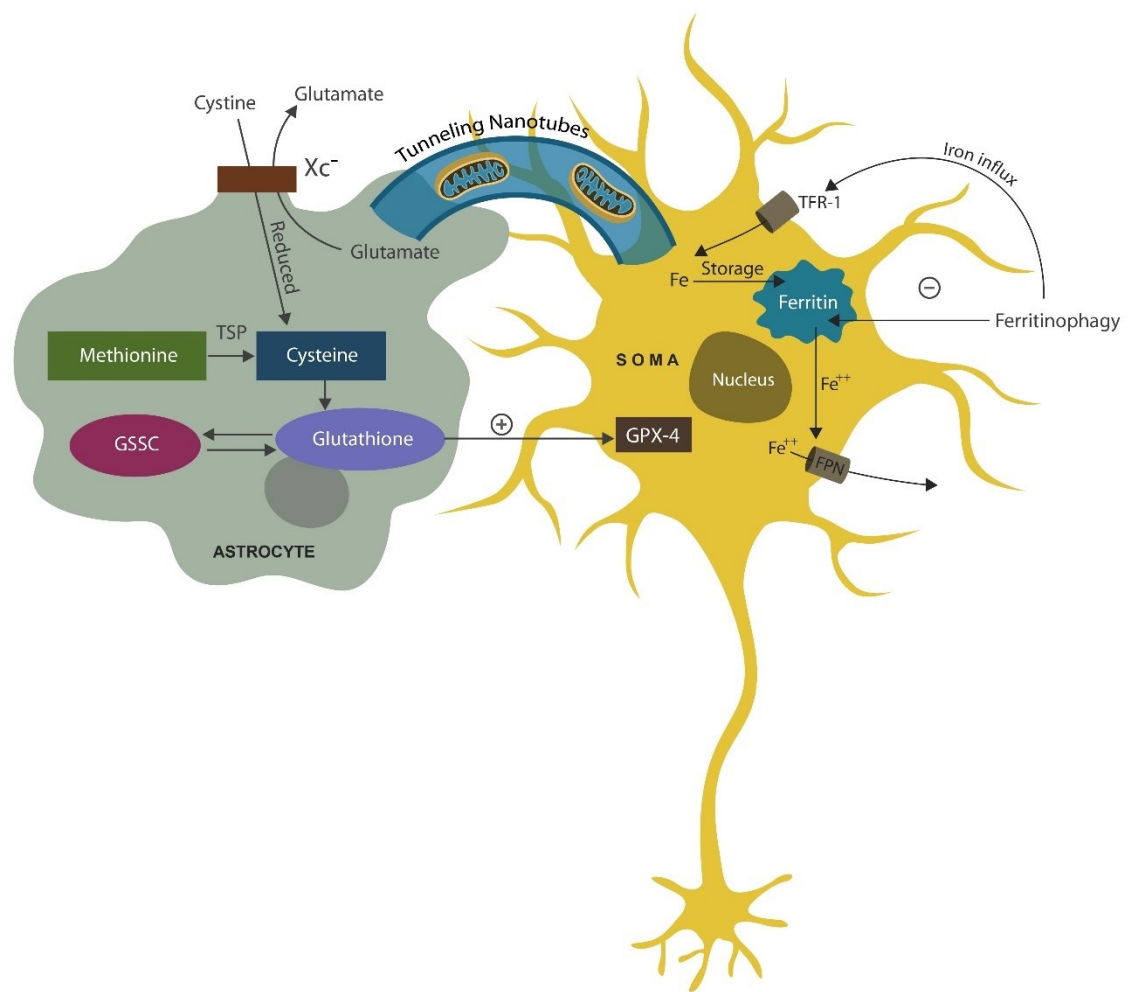 Cystine
Glutamate
Xc⁻
Tunneling Nanotubes
Iron influx
TFR-1
Reduced
Glutamate
Fe
Storage
Ferritin
Ferritinophagy
Methionine
TSP
Cysteine
SOMA
Nucleus
Fe⁺⁺
GSSC
Glutathione
GPX-4
Fe⁺⁺
FPN
ASTROCYTE
+
−